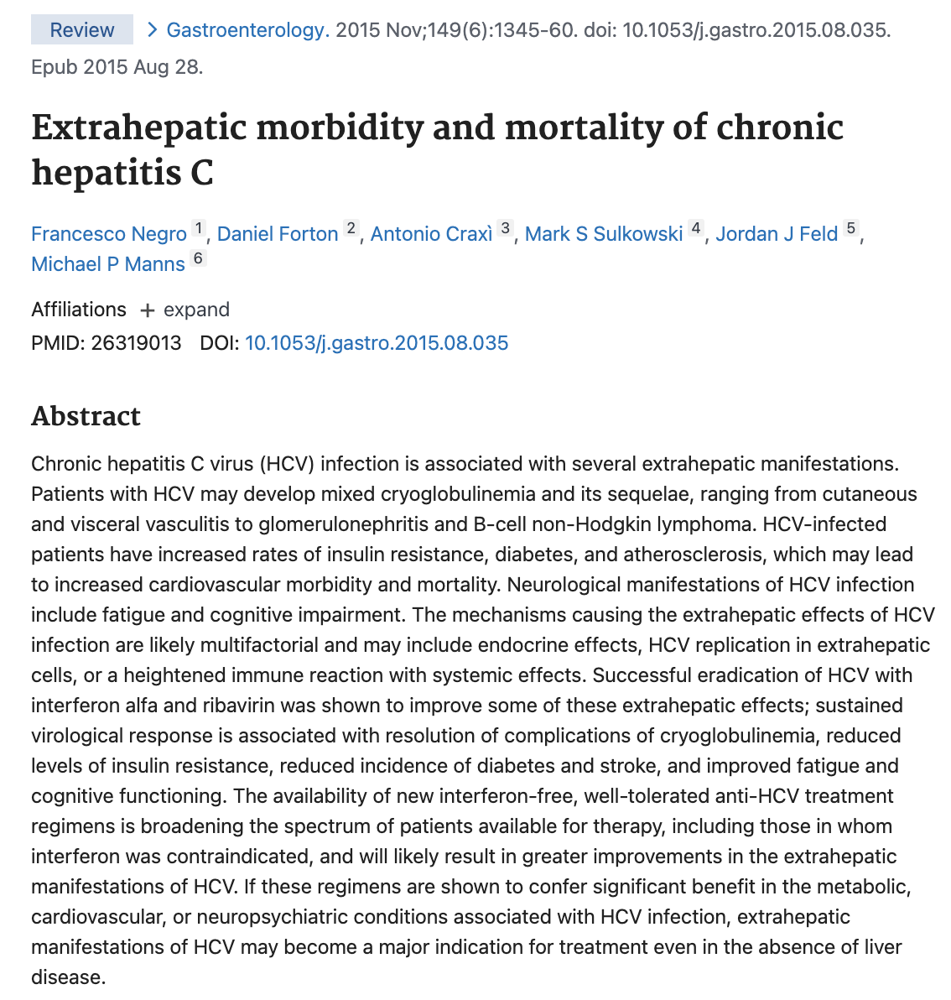 Review > Gastroenterology. 2015 Nov;149(6):1345-60. doi: 10.1053/j.gastro.2015.08.035.
Epub 2015 Aug 28.
Extrahepatic morbidity and mortality of chronic
hepatitis C
Francesco Negro 1, Daniel Forton 2, Antonio Craxì 3, Mark S Sulkowski 4, Jordan J Feld 5,
Michael P Manns 6
Affiliations + expand
PMID: 26319013 DOI: 10.1053/j.gastro.2015.08.035
Abstract
Chronic hepatitis C virus (HCV) infection is associated with several extrahepatic manifestations.
Patients with HCV may develop mixed cryoglobulinemia and its sequelae, ranging from cutaneous
and visceral vasculitis to glomerulonephritis and B-cell non-Hodgkin lymphoma. HCV-infected
patients have increased rates of insulin resistance, diabetes, and atherosclerosis, which may lead
to increased cardiovascular morbidity and mortality. Neurological manifestations of HCV infection
include fatigue and cognitive impairment. The mechanisms causing the extrahepatic effects of HCV
infection are likely multifactorial and may include endocrine effects, HCV replication in extrahepatic
cells, or a heightened immune reaction with systemic effects. Successful eradication of HCV with
interferon alfa and ribavirin was shown to improve some of these extrahepatic effects; sustained
virological response is associated with resolution of complications of cryoglobulinemia, reduced
levels of insulin resistance, reduced incidence of diabetes and stroke, and improved fatigue and
cognitive functioning. The availability of new interferon-free, well-tolerated anti-HCV treatment
regimens is broadening the spectrum of patients available for therapy, including those in whom
interferon was contraindicated, and will likely result in greater improvements in the extrahepatic
manifestations of HCV. If these regimens are shown to confer significant benefit in the metabolic,
cardiovascular, or neuropsychiatric conditions associated with HCV infection, extrahepatic
manifestations of HCV may become a major indication for treatment even in the absence of liver
disease.